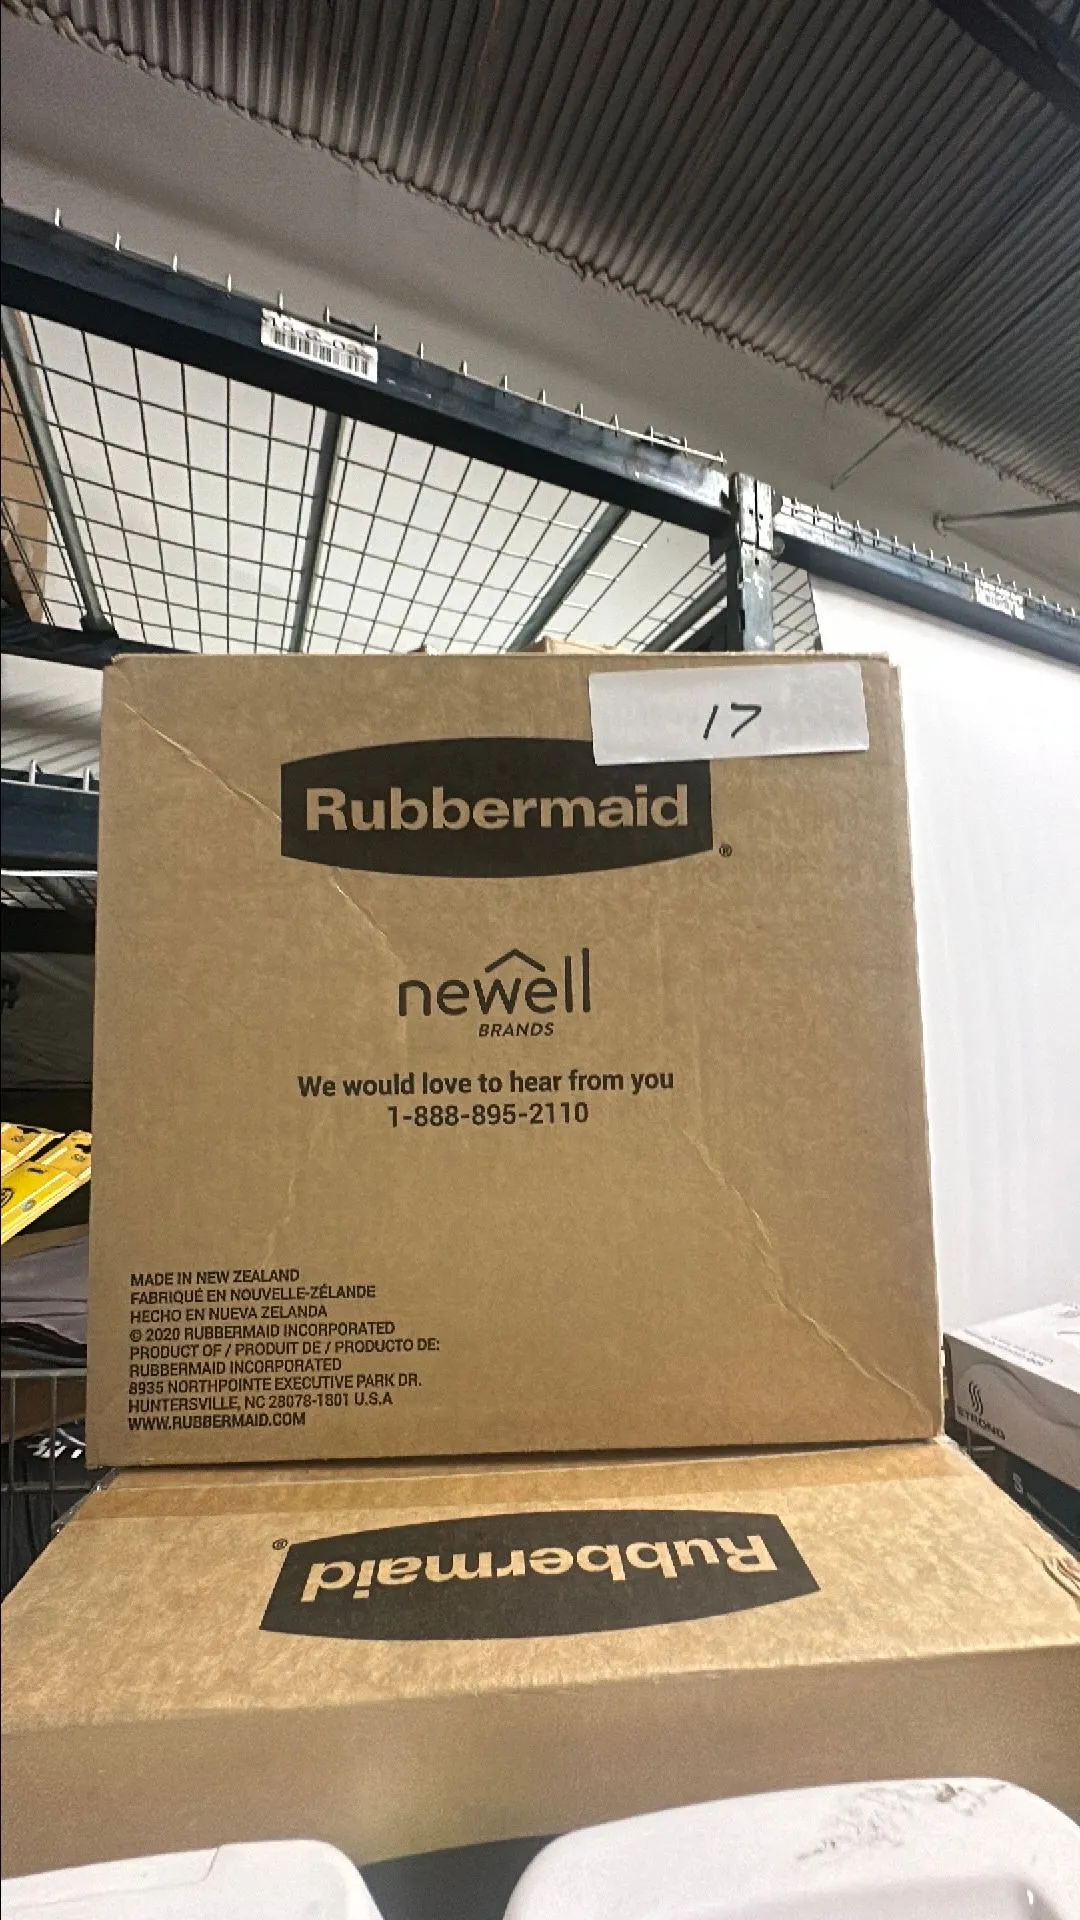 17
Rubbermaid
®
newell
BRANDS
We would love to hear from you
1-888-895-2110
MADE IN NEW ZEALAND
FABRIQUÉ EN NOUVELLE-ZÉLANDE
HECHO EN NUEVA ZELANDA
© 2020 RUBBERMAID INCORPORATED
PRODUCT OF / PRODUIT DE / PRODUCTO DE:
RUBBERMAID INCORPORATED
8935 NORTHPOINTE EXECUTIVE PARK DR.
HUNTERSVILLE, NC 28078-1801 U.S.A
WWW.RUBBERMAID.COM
STRONG
Rubbermaid
®